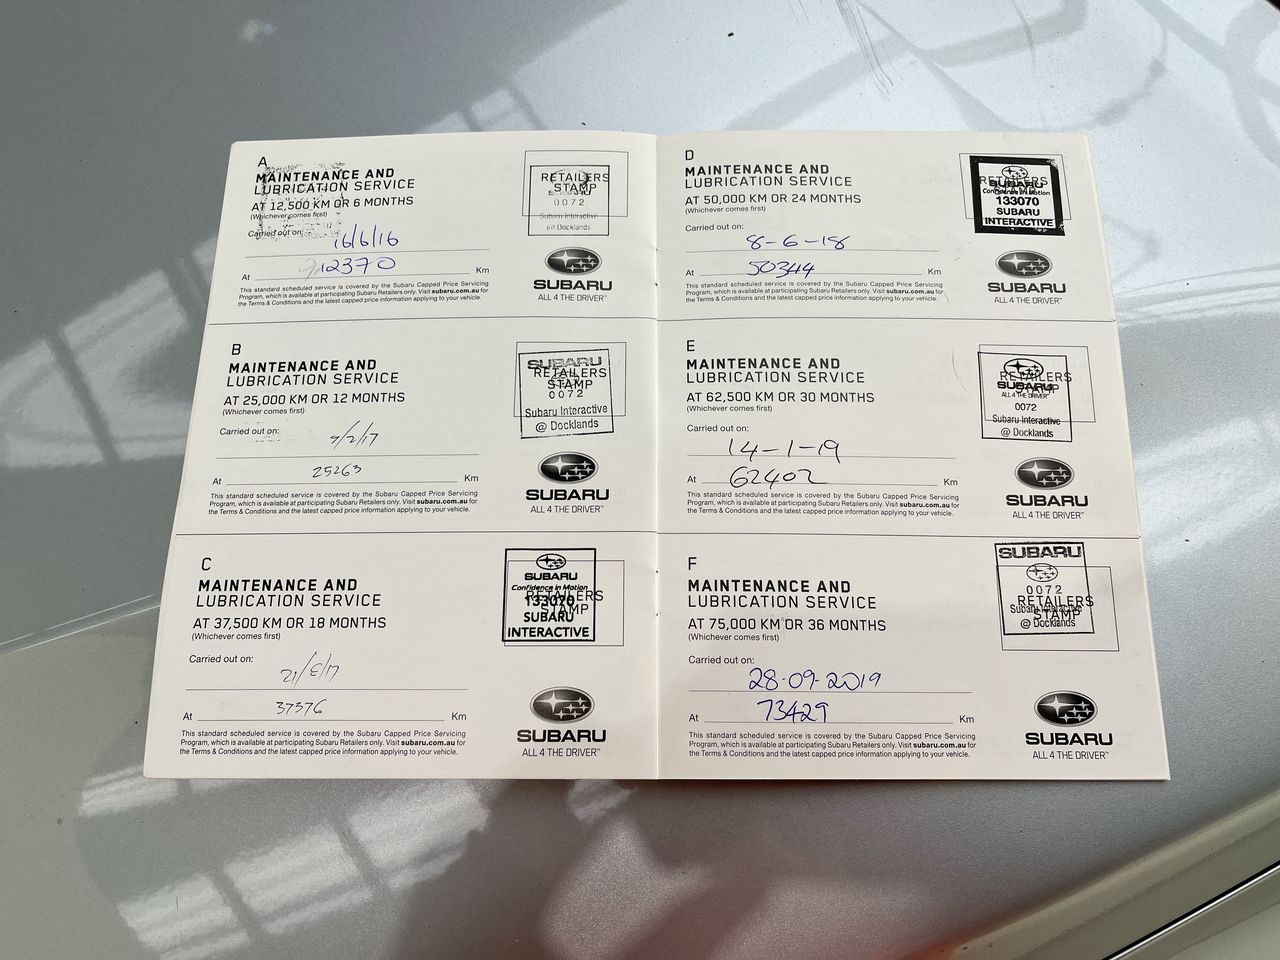 A
MAINTENANCE AND
LUBRICATION SERVICE
AT 12,500 KM OR 6 MONTHS
(Whichever comes first)
Carried out on:
16/6/16
At 12370 Km
This standard scheduled service is covered by the Subaru Capped Price Servicing
Program, which is available at participating Subaru Retailers only. Visit subaru.com.au for
the Terms & Conditions and the latest capped price information applying to your vehicle.
RETAILERS
STAMP
0072
Subaru Interactive
@ Docklands
SUBARU
ALL 4 THE DRIVER™
B
MAINTENANCE AND
LUBRICATION SERVICE
AT 25,000 KM OR 12 MONTHS
(Whichever comes first)
Carried out on:
9/2/17
At 25263 Km
This standard scheduled service is covered by the Subaru Capped Price Servicing
Program, which is available at participating Subaru Retailers only. Visit subaru.com.au for
the Terms & Conditions and the latest capped price information applying to your vehicle.
SUBARU
RETAILERS
STAMP
0072
Subaru Interactive
@ Docklands
SUBARU
ALL 4 THE DRIVER™
C
MAINTENANCE AND
LUBRICATION SERVICE
AT 37,500 KM OR 18 MONTHS
(Whichever comes first)
Carried out on:
At 37376 Km
This standard scheduled service is covered by the Subaru Capped Price Servicing
Program, which is available at participating Subaru Retailers only. Visit subaru.com.au for
the Terms & Conditions and the latest capped price information applying to your vehicle.
SUBARU
Confidence in Motion
133070
RETAILERS
STAMP
SUBARU
INTERACTIVE
SUBARU
ALL 4 THE DRIVER™
D
MAINTENANCE AND
LUBRICATION SERVICE
AT 50,000 KM OR 24 MONTHS
(Whichever comes first)
Carried out on:
8-6-18
At 50344 Km
This standard scheduled service is covered by the Subaru Capped Price Servicing
Program, which is available at participating Subaru Retailers only. Visit subaru.com.au for
the Terms & Conditions and the latest capped price information applying to your vehicle.
RETAILERS
SUBARU
Confidence in Motion
133070
SUBARU
INTERACTIVE
SUBARU
ALL 4 THE DRIVER™
E
MAINTENANCE AND
LUBRICATION SERVICE
AT 62,500 KM OR 30 MONTHS
(Whichever comes first)
Carried out on:
14-1-19
At 62402 Km
This standard scheduled service is covered by the Subaru Capped Price Servicing
Program, which is available at participating Subaru Retailers only. Visit subaru.com.au for
the Terms & Conditions and the latest capped price information applying to your vehicle.
RETAILERS
SUBARU
ALL 4 THE DRIVER
0072
Subaru Interactive
@ Docklands
SUBARU
ALL 4 THE DRIVER™
F
MAINTENANCE AND
LUBRICATION SERVICE
AT 75,000 KM OR 36 MONTHS
(Whichever comes first)
Carried out on:
28-09-2019
At 73429 Km
This standard scheduled service is covered by the Subaru Capped Price Servicing
Program, which is available at participating Subaru Retailers only. Visit subaru.com.au for
the Terms & Conditions and the latest capped price information applying to your vehicle.
SUBARU
0072
RETAILERS
Subaru Interactive
STAMP
@ Docklands
SUBARU
ALL 4 THE DRIVER™